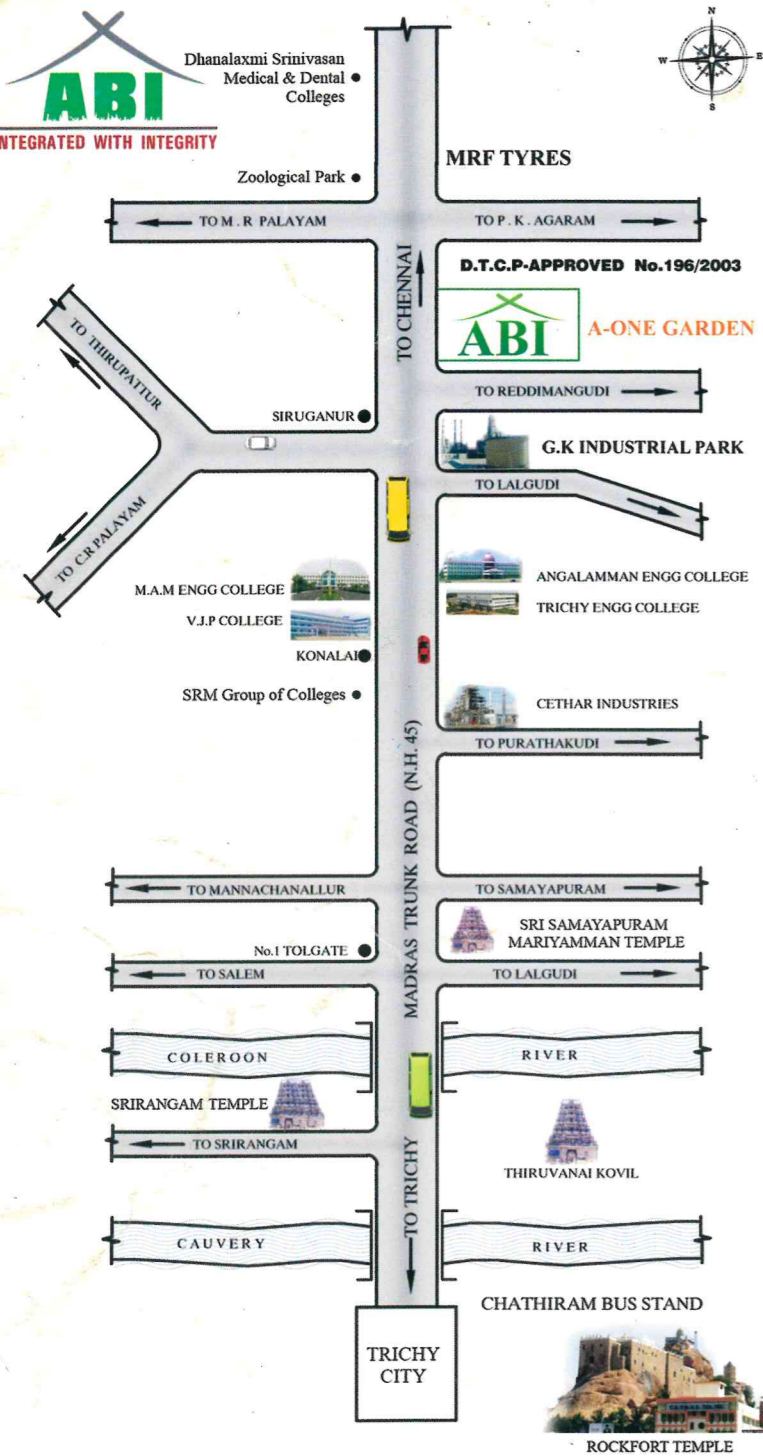 ABI
INTEGRATED WITH INTEGRITY
Dhanalaxmi Srinivasan
Medical & Dental
Colleges
N
W
E
S
MRF TYRES
Zoological Park
TO M . R PALAYAM
TO P . K . AGARAM
D.T.C.P-APPROVED No.196/2003
TO CHENNAI
ABI
A-ONE GARDEN
TO THIRUPATTUR
TO REDDIMANGUDI
SIRUGANUR
G.K INDUSTRIAL PARK
TO LALGUDI
TO C.R PALAYAM
M.A.M ENGG COLLEGE
ANGALAMMAN ENGG COLLEGE
V.J.P COLLEGE
TRICHY ENGG COLLEGE
KONALAI
SRM Group of Colleges
CETHAR INDUSTRIES
TO PURATHAKUDI
MADRAS TRUNK ROAD (N.H. 45)
TO MANNACHANALLUR
TO SAMAYAPURAM
SRI SAMAYAPURAM
MARIYAMMAN TEMPLE
No.1 TOLGATE
TO SALEM
TO LALGUDI
COLEROON
RIVER
SRIRANGAM TEMPLE
TO SRIRANGAM
THIRUVANAI KOVIL
TO TRICHY
CAUVERY
RIVER
CHATHIRAM BUS STAND
TRICHY
CITY
ROCKFORT TEMPLE